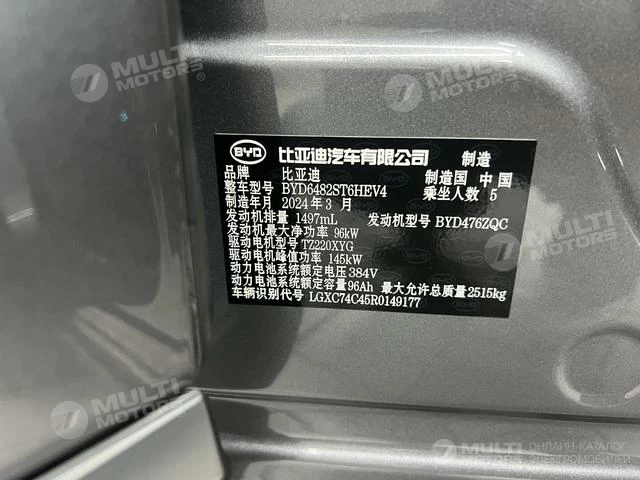 MULTI MOTORS®
MULTI MOTORS®
BYD 比亚迪汽车有限公司 制造
品牌 比亚迪 制造国 中国
整车型号 BYD6482ST6HEV4 乘坐人数 5
制造年月 2024年3月
发动机排量 1497mL 发动机型号 BYD476ZQC
发动机最大净功率 96kW
驱动电机型号 TZ220XYG
驱动电机峰值功率 145kW
动力电池系统额定电压 384V
动力电池系统额定容量 96Ah 最大允许总质量 2515kg
车辆识别代号 LGXC74C45R0149177
MULTI MOTORS®
MULTI MOTORS
ОНЛАЙН-КАТАЛОГ
ЭЛЕКТРОМОБИЛЕЙ